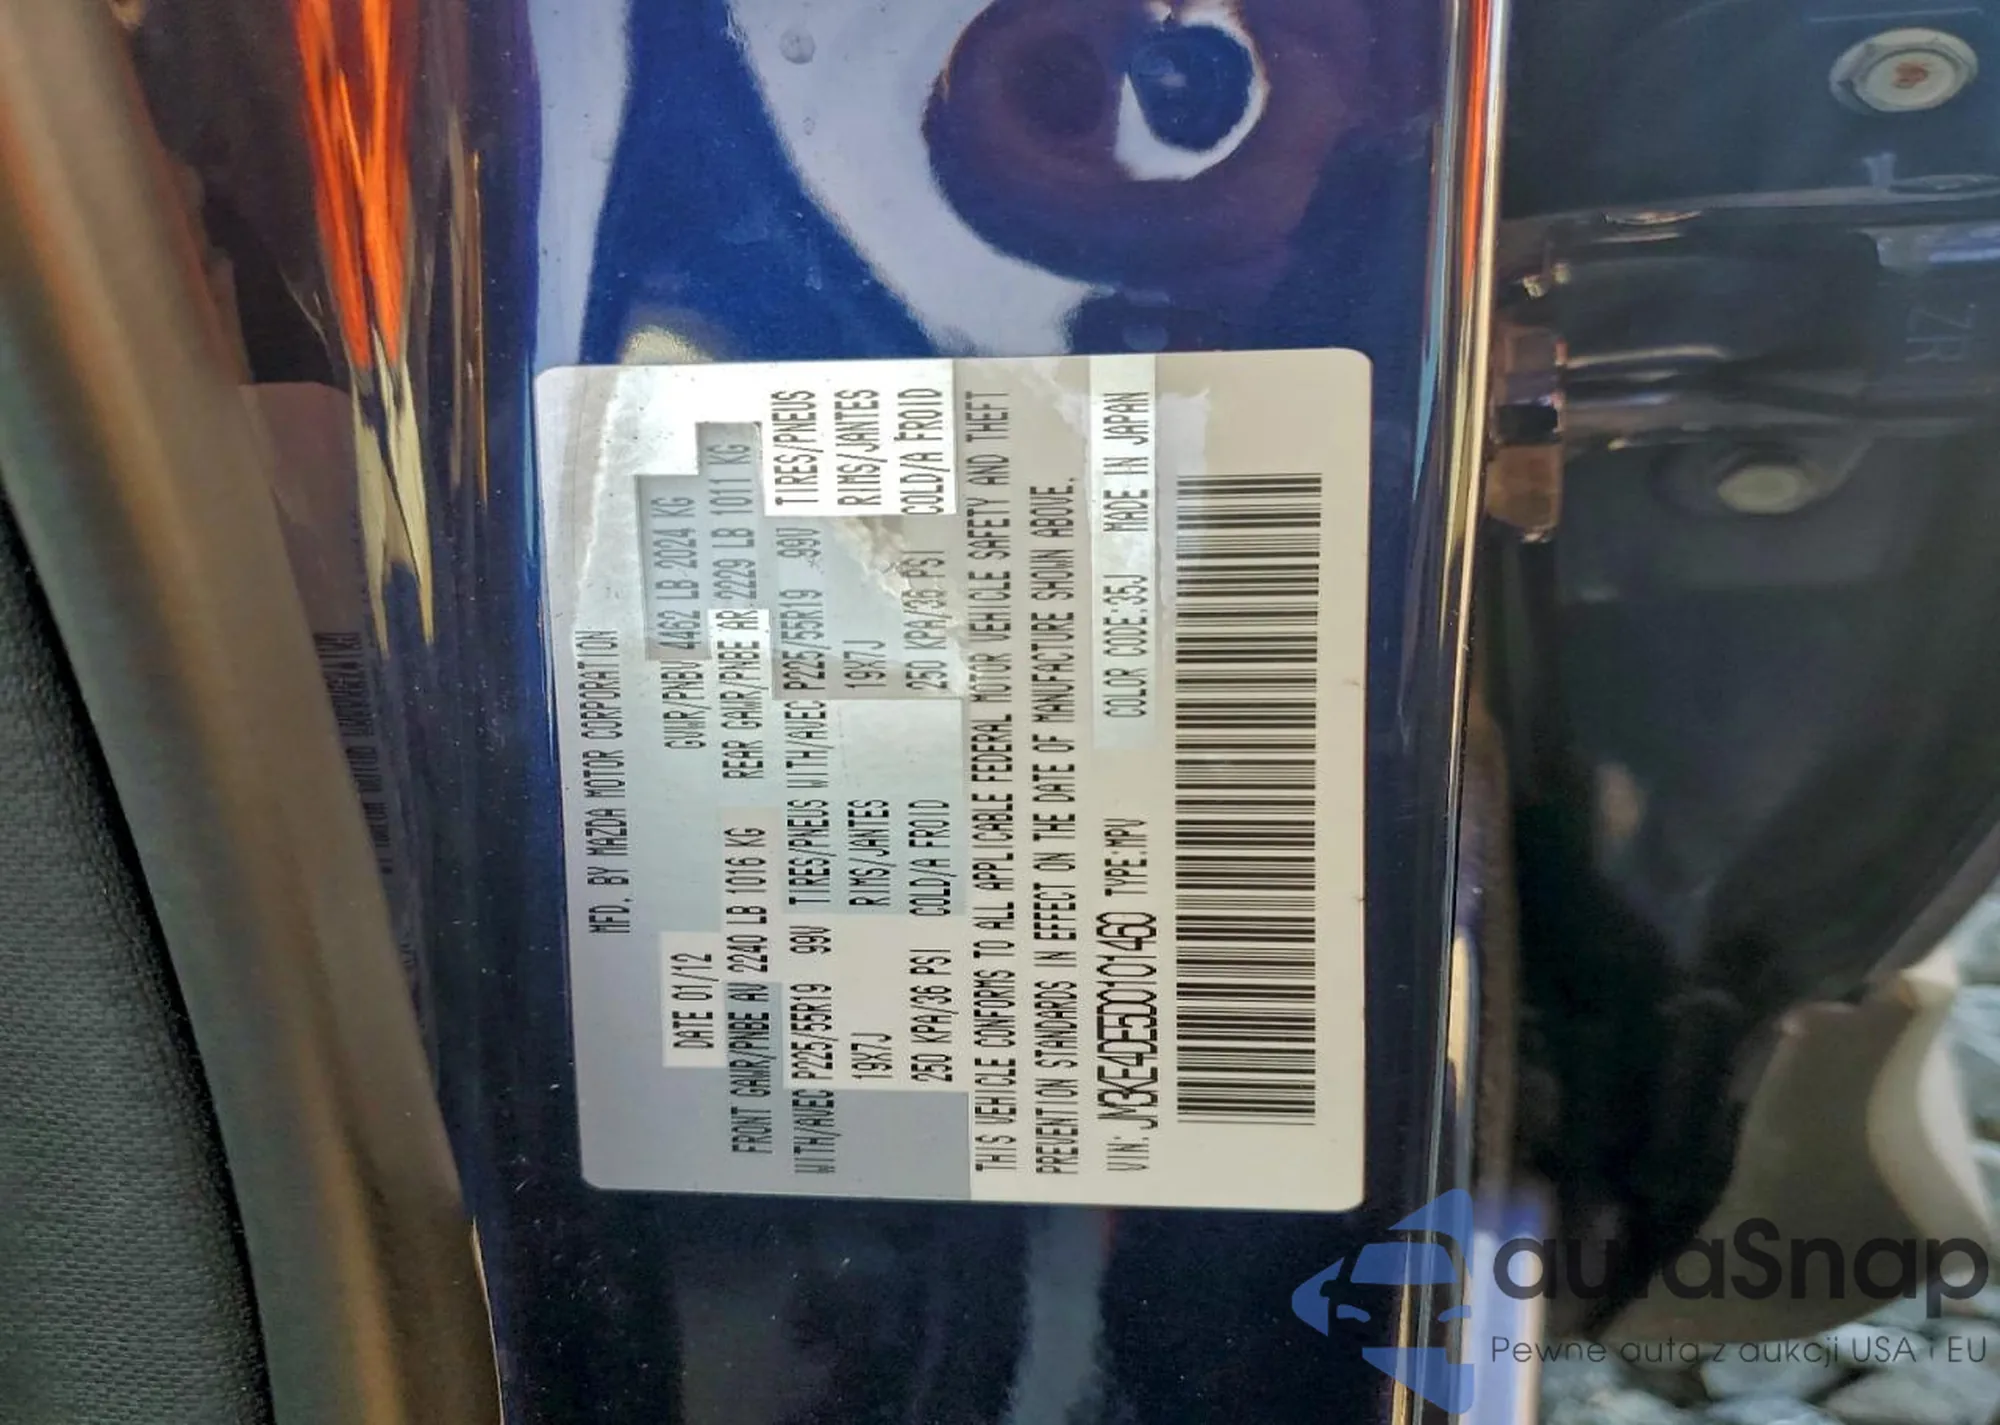 MFD. BY MAZDA MOTOR CORPORATION
DATE 01/12 GVWR/PNBV 4462 LB 2024 KG
FRONT GAWR/PNBE AV 2240 LB 1016 KG REAR GAWR/PNBE AR 2229 LB 1011 KG
WITH/AVEC P225/55R19 99V TIRES/PNEUS WITH/AVEC P225/55R19 99V TIRES/PNEUS
19X7J RIMS/JANTES 19X7J RIMS/JANTES
250 KPA/36 PSI COLD/A FROID 250 KPA/36 PSI COLD/A FROID
THIS VEHICLE CONFORMS TO ALL APPLICABLE FEDERAL MOTOR VEHICLE SAFETY AND THEFT
PREVENTION STANDARDS IN EFFECT ON THE DATE OF MANUFACTURE SHOWN ABOVE.
VIN: JM3KE4DE5D0101460 TYPE:MPV COLOR CODE:35J MADE IN JAPAN
autaSnap
Pewne auta z aukcji USA i EU